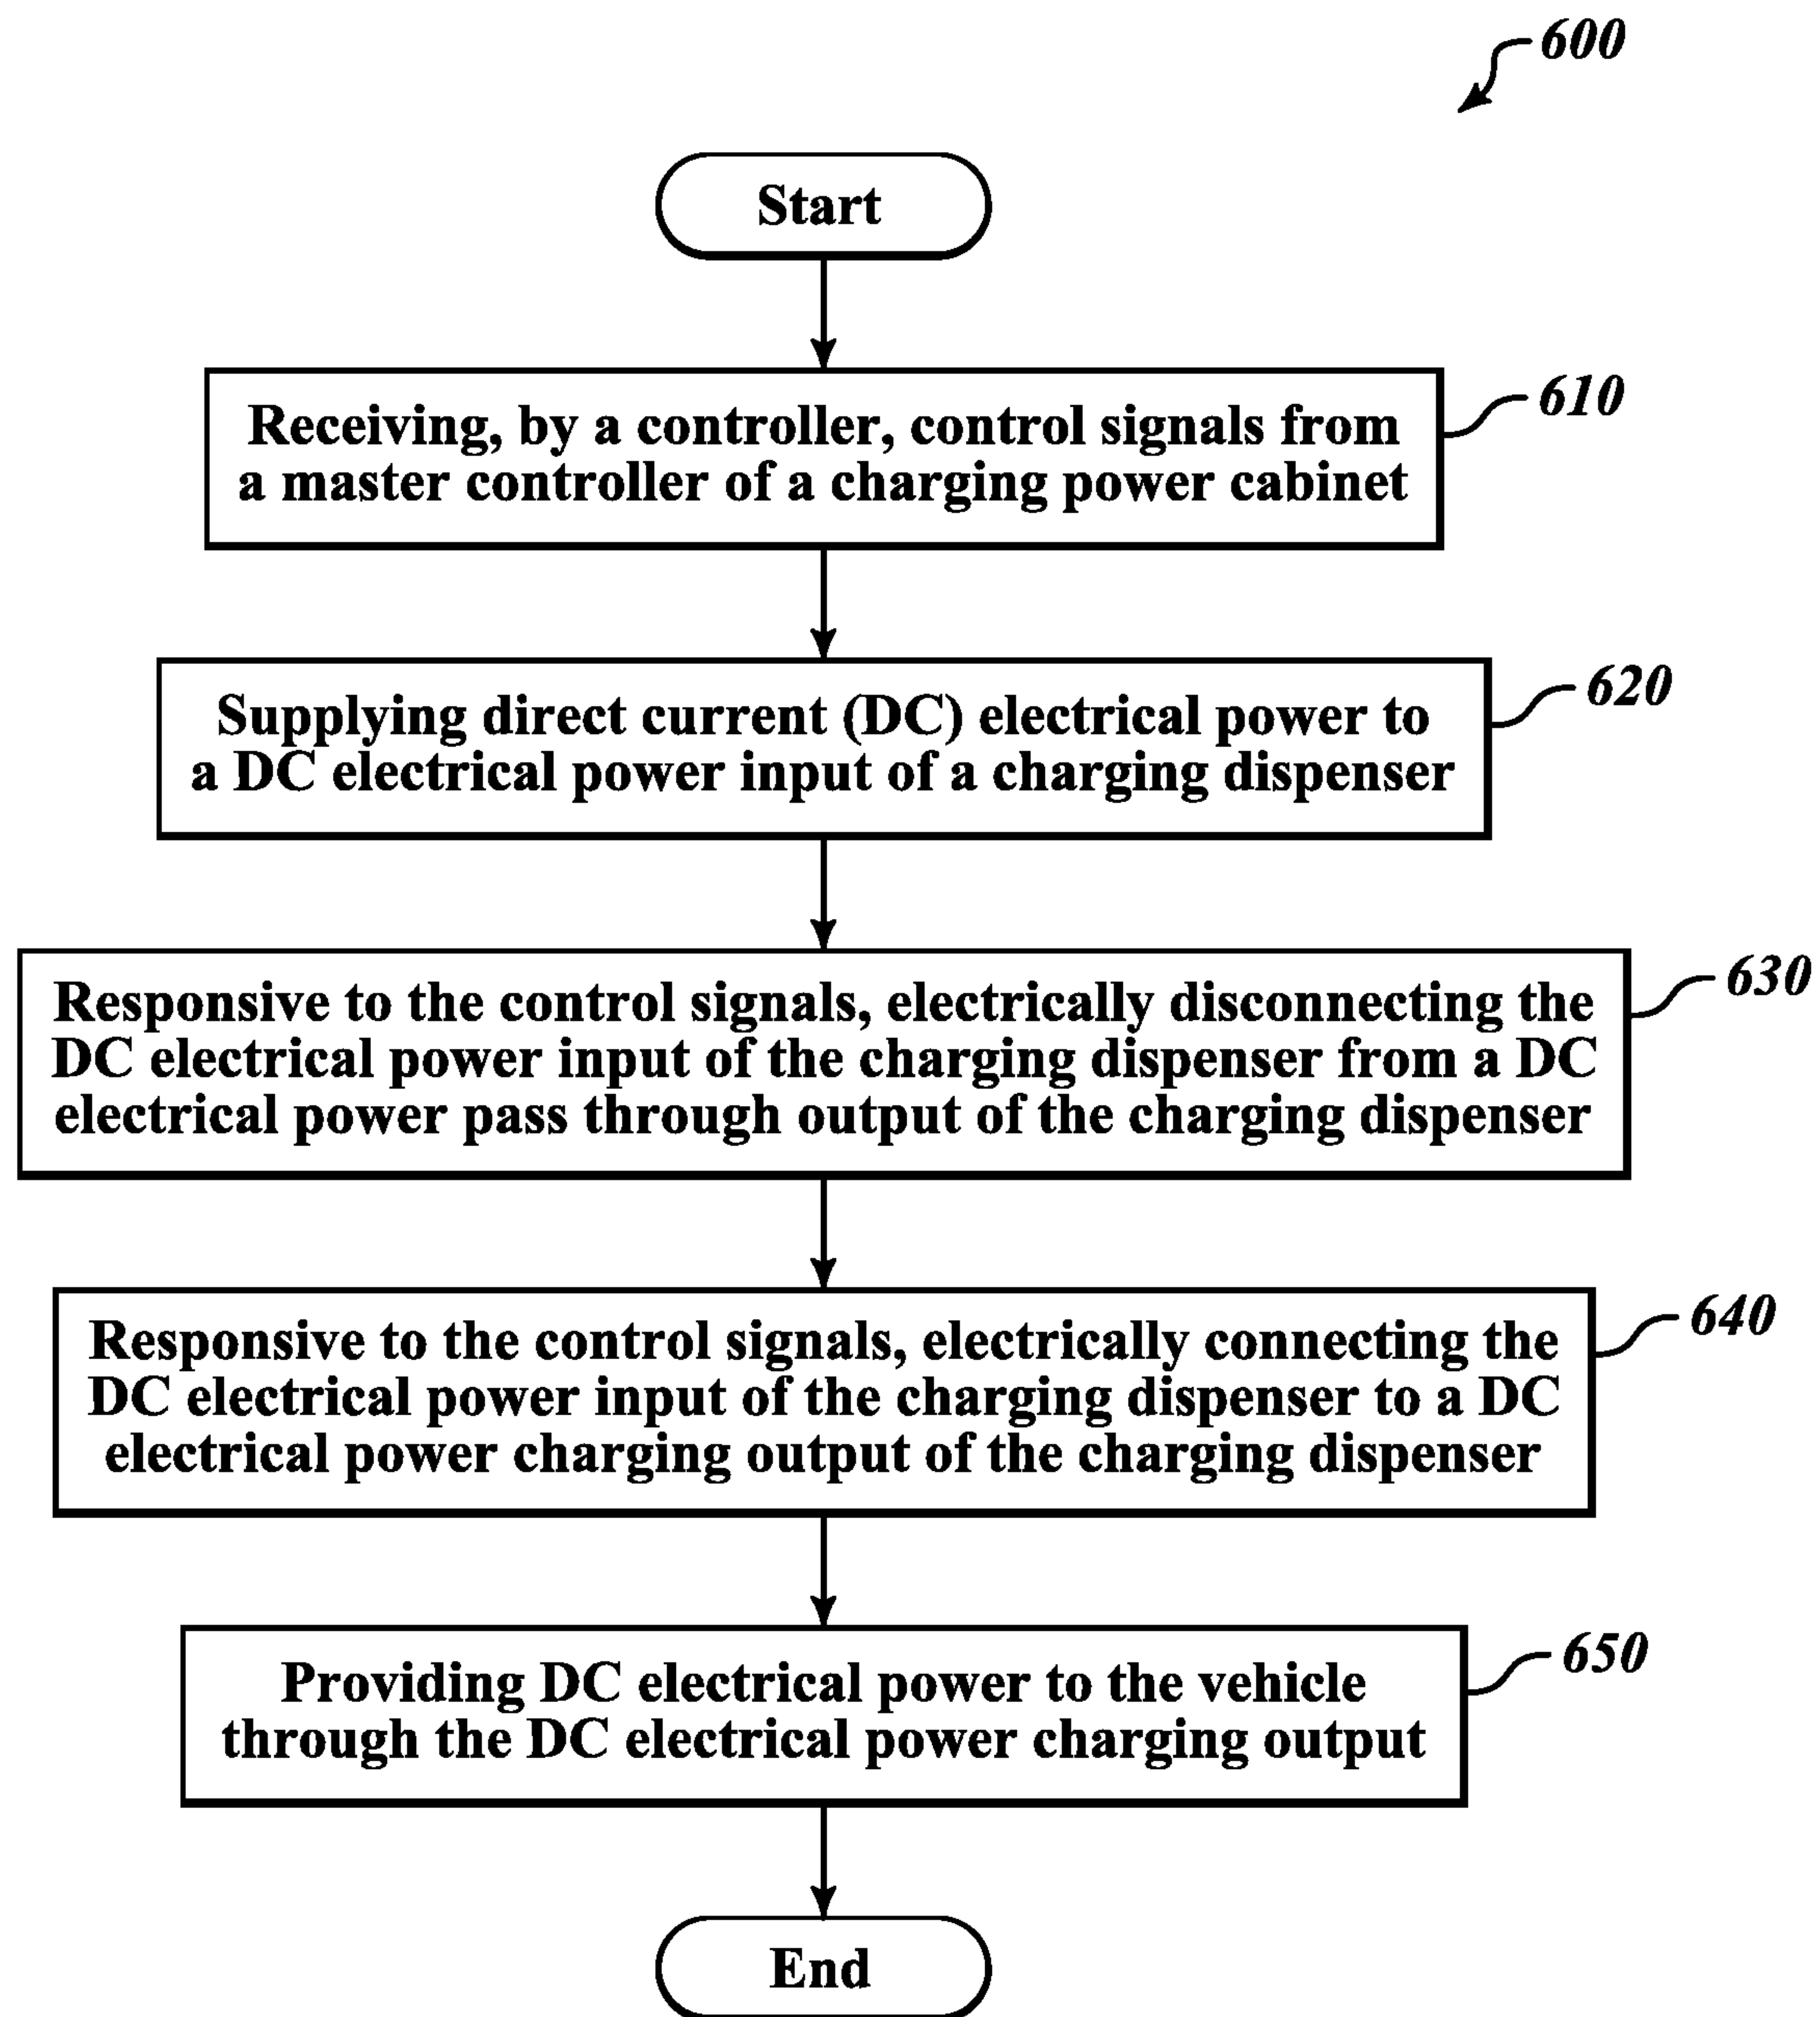 600
Start
Receiving, by a controller, control signals from
a master controller of a charging power cabinet
610
Supplying direct current (DC) electrical power to
a DC electrical power input of a charging dispenser
620
Responsive to the control signals, electrically disconnecting the
DC electrical power input of the charging dispenser from a DC
electrical power pass through output of the charging dispenser
630
Responsive to the control signals, electrically connecting the
DC electrical power input of the charging dispenser to a DC
electrical power charging output of the charging dispenser
640
Providing DC electrical power to the vehicle
through the DC electrical power charging output
650
End